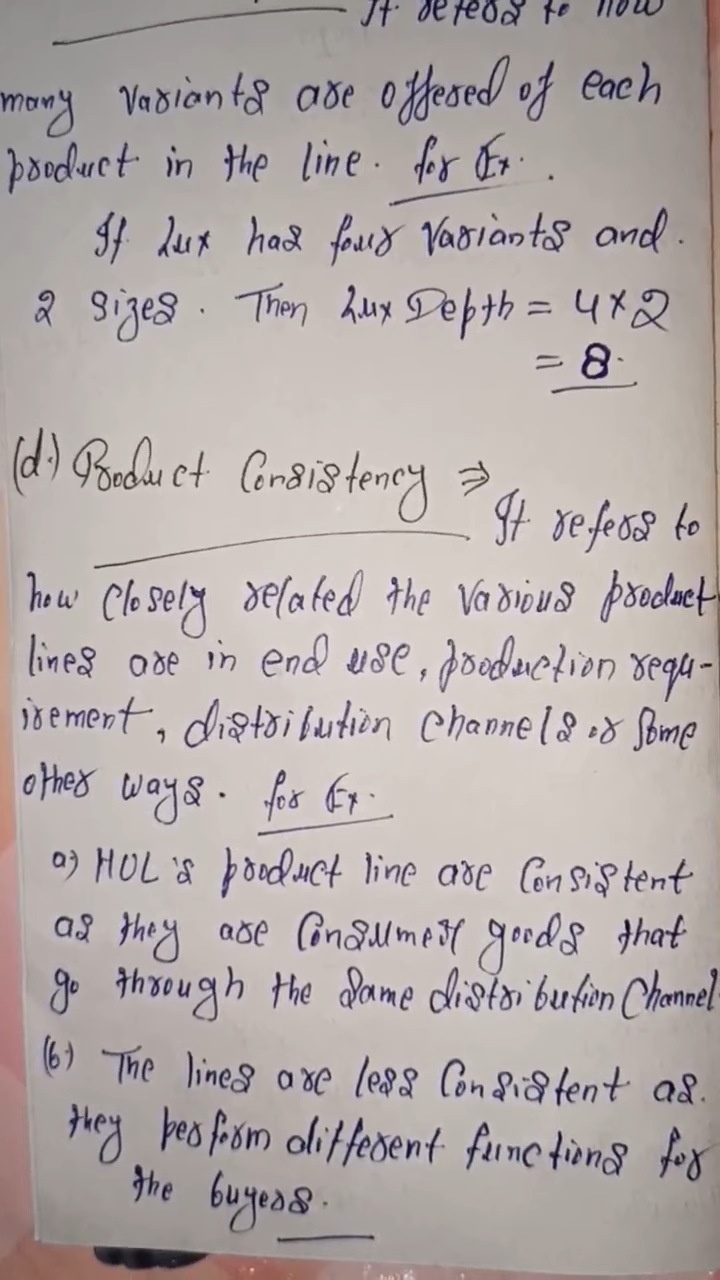 It refers to how
many variants are offered of each
product in the line. for Ex. .
If Lux has four variants and.
2 sizes. Then Lux Depth = 4 × 2
= 8.
(d.) Product Consistency ⇒
It refers to
how closely related the various product
lines are in end use, production requ-
irement, distribution channels or some
other ways. for Ex.
a) HUL's product line are Consistent
as they are Consumer goods that
go through the same distribution Channel
(b) The lines are less Consistent as.
they perform different functions for
the buyers.